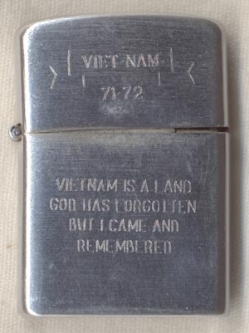 VIET-NAM
71-72
VIETNAM IS A LAND
GOD HAS FORGOTTEN
BUT I CAME AND
REMEMBERED